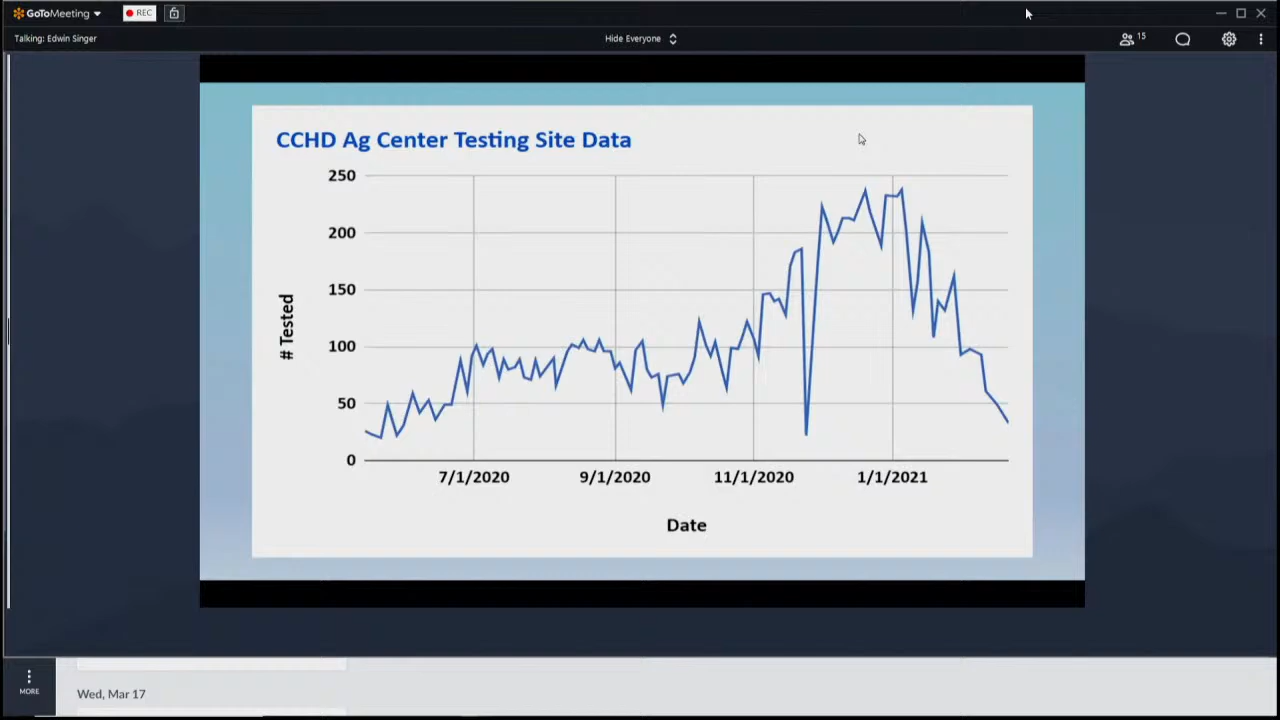 GoToMeeting
REC
Talking: Edwin Singer
Hide Everyone
15
CCHD Ag Center Testing Site Data
250
200
150
100
50
0
# Tested
7/1/2020
9/1/2020
11/1/2020
1/1/2021
Date
MORE
Wed, Mar 17